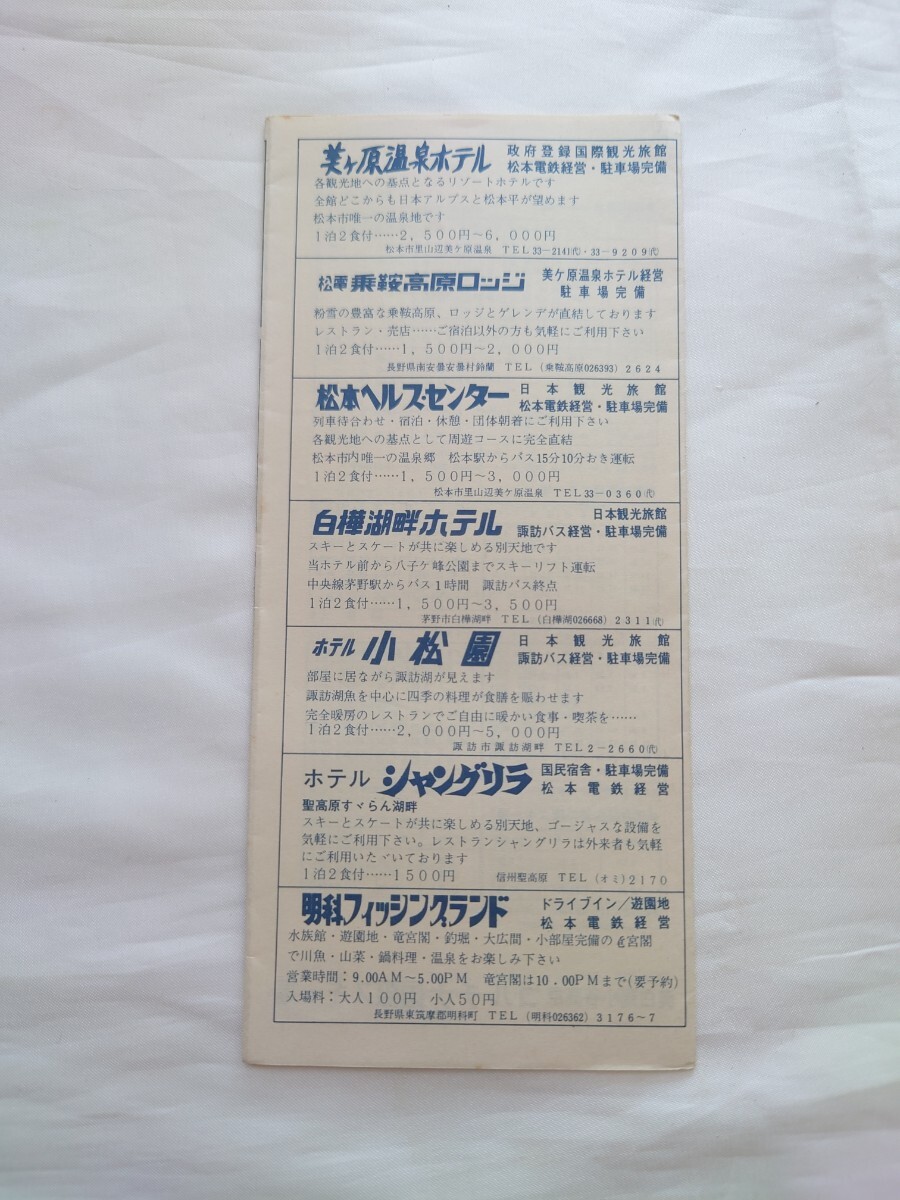 美ヶ原温泉ホテル 政府登録国際観光旅館
松本電鉄経営・駐車場完備
各観光地への基点となるリゾートホテルです
全館どこからも日本アルプスと松本平が望めます
松本市唯一の温泉地です
1泊2食付……2，500円～6，000円
松本市里山辺美ケ原温泉 TEL33－2141㈹・33－9209㈹
松電 乗鞍高原ロッジ 美ケ原温泉ホテル経営
駐車場完備
粉雪の豊富な乗鞍高原、ロッジとゲレンデが直結しております
レストラン・売店……ご宿泊以外の方も気軽にご利用下さい
1泊2食付……1，500円～2，000円
長野県南安曇安曇村鈴蘭 TEL（乗鞍高原026393）2624
松本ヘルスセンター 日本観光旅館
松本電鉄経営・駐車場完備
列車待合わせ・宿泊・休憩・団体朝着にご利用下さい
各観光地への基点として周遊コースに完全直結
松本市内唯一の温泉郷 松本駅からバス15分10分おき運転
1泊2食付……1，500円～3，000円
松本市里山辺美ケ原温泉 TEL33－0360㈹
白樺湖畔ホテル 日本観光旅館
諏訪バス経営・駐車場完備
スキーとスケートが共に楽しめる別天地です
当ホテル前から八子ケ峰公園までスキーリフト運転
中央線茅野駅からバス1時間 諏訪バス終点
1泊2食付……1，500円～3，500円
茅野市白樺湖畔 TEL（白樺湖026668）2311㈹
ホテル 小松園 日本観光旅館
諏訪バス経営・駐車場完備
部屋に居ながら諏訪湖が見えます
諏訪湖魚を中心に四季の料理が食膳を賑わせます
完全暖房のレストランでご自由に暖かい食事・喫茶を……
1泊2食付……2，000円～5，000円
諏訪市諏訪湖畔 TEL2－2660㈹
ホテル シャングリラ 国民宿舎・駐車場完備
松本電鉄経営
聖高原すゞらん湖畔
スキーとスケートが共に楽しめる別天地、ゴージャスな設備を
気軽にご利用下さい。レストランシャングリラは外来者も気軽
にご利用いたゞいております
1泊2食付……1500円
信州聖高原 TEL（オミ）2170
明科フィッシングランド ドライブイン／遊園地
松本電鉄経営
水族館・遊園地・竜宮閣・釣堀・大広間・小部屋完備の 宮閣
で川魚・山菜・鍋料理・温泉をお楽しみ下さい
営業時間：9.00AM～5.00PM 竜宮閣は10.00PMまで（要予約）
入場料：大人100円 小人50円
長野県東筑摩郡明科町 TEL（明科026362）3176～7